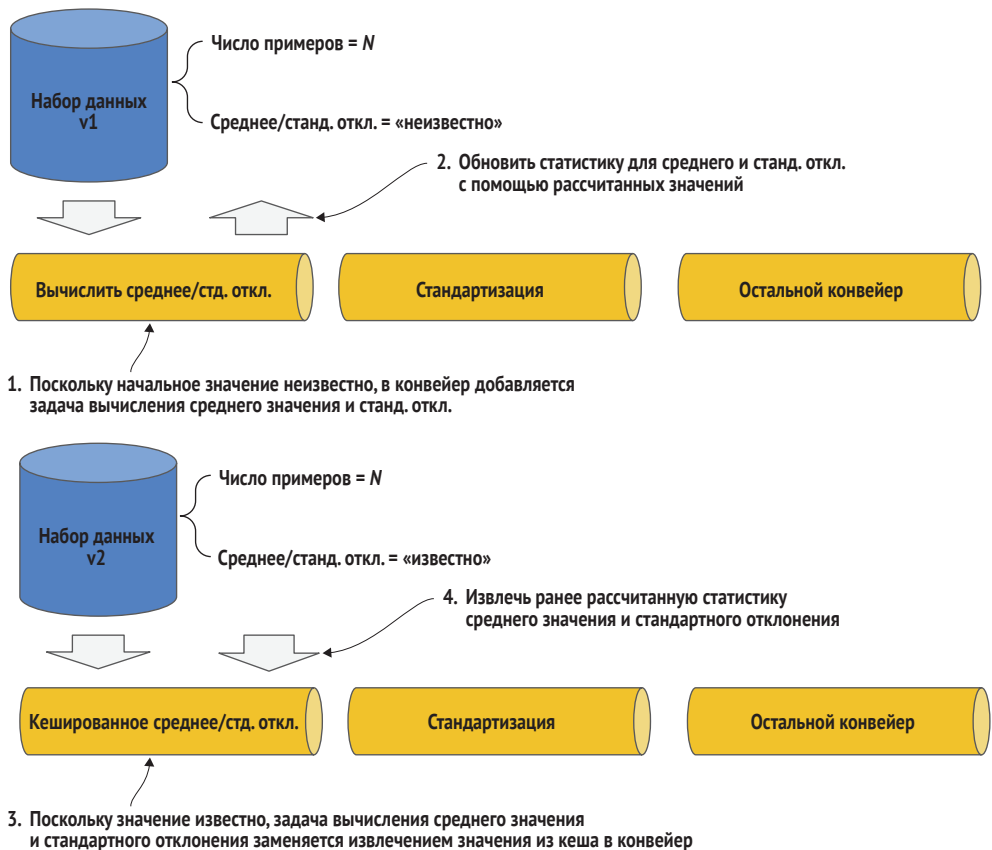 Число примеров = N
Набор данных
v1
Среднее/станд. откл. = «неизвестно»
2. Обновить статистику для среднего и станд. откл.
с помощью рассчитанных значений
Вычислить среднее/стд. откл.
Стандартизация
Остальной конвейер
1. Поскольку начальное значение неизвестно, в конвейер добавляется
задача вычисления среднего значения и станд. откл.
Число примеров = N
Набор данных
v2
Среднее/станд. откл. = «известно»
4. Извлечь ранее рассчитанную статистику
среднего значения и стандартного отклонения
Кешированное среднее/стд. откл.
Стандартизация
Остальной конвейер
3. Поскольку значение известно, задача вычисления среднего значения
и стандартного отклонения заменяется извлечением значения из кеша в конвейер